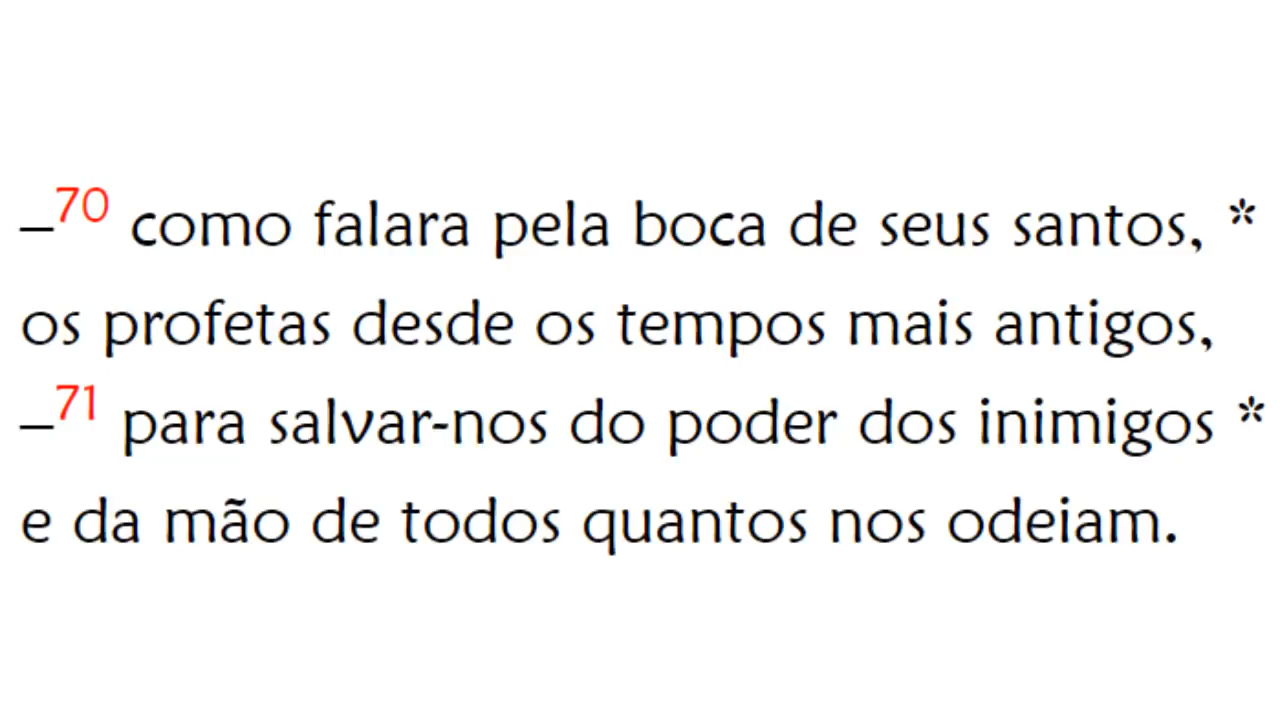 –70 como falara pela boca de seus santos, *
os profetas desde os tempos mais antigos,
–71 para salvar-nos do poder dos inimigos *
e da mão de todos quantos nos odeiam.